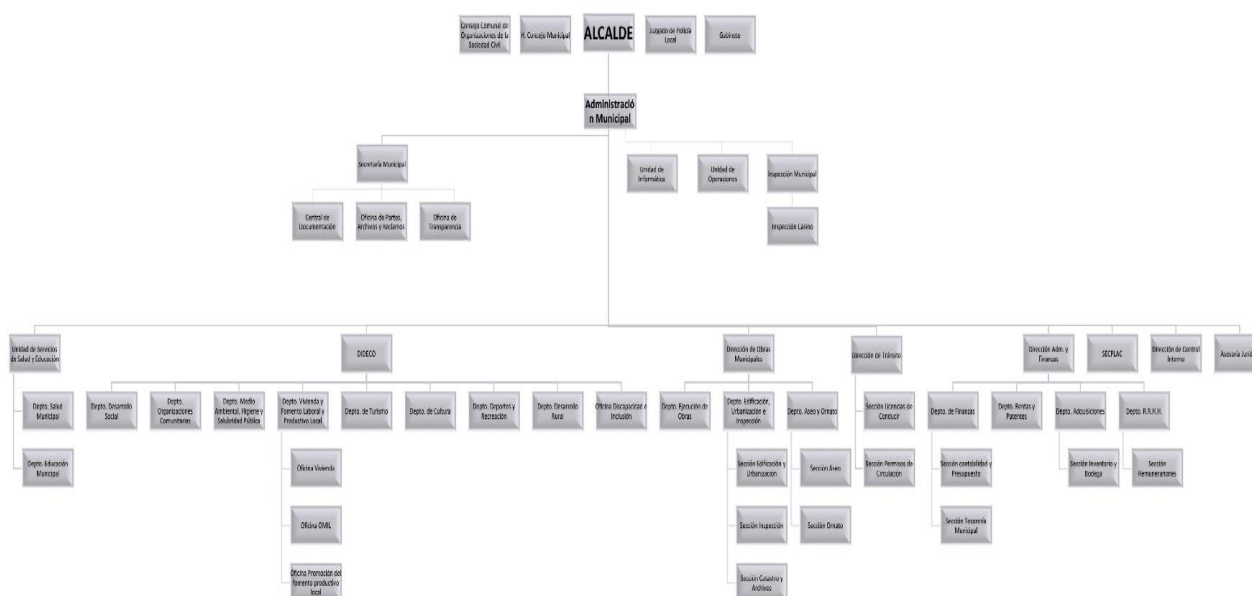 Consejo Comunal de
Organizaciones de la
Sociedad Civil
H. Concejo Municipal
ALCALDE
Juzgado de Policía
Local
Gabinete
Administració
n Municipal
Secretaría Municipal
Unidad de
Informática
Unidad de
Operaciones
Inspección Municipal
Central de
Documentación
Oficina de Partes,
Archivos y Reclamos
Oficina de
Transparencia
Inspección Casino
Unidad de Servicios
de Salud y Educación
DIDECO
Dirección de Obras
Municipales
Dirección de Tránsito
Dirección Adm. y
Finanzas
SECPLAC
Dirección de Control
Interno
Asesoría Juríd
Depto. Salud
Municipal
Depto. Desarrollo
Social
Depto.
Organizaciones
Comunitarias
Depto. Medio
Ambiental, Higiene y
Salubridad Pública
Depto. Vivienda y
Fomento Laboral y
Productivo Local
Depto. de Turismo
Depto. de Cultura
Depto. Deportes y
Recreación
Depto. Desarrollo
Rural
Oficina Discapacidad e
Inclusión
Depto. Ejecución de
Obras
Depto. Edificación,
Urbanización e
Inspección
Depto. Aseo y Ornato
Sección Licencias de
Conducir
Depto. de Finanzas
Depto. Rentas y
Patentes
Depto. Adquisiciones
Depto. R.R.H.H.
Depto. Educación
Municipal
Oficina Vivienda
Sección Edificación y
Urbanización
Sección Aseo
Sección Permisos de
Circulación
Sección contabilidad y
Presupuesto
Sección Inventario y
Bodega
Sección
Remuneraciones
Oficina OMIL
Sección Inspección
Sección Ornato
Sección Tesorería
Municipal
Oficina Promoción del
fomento productivo
local
Sección Catastro y
Archivos